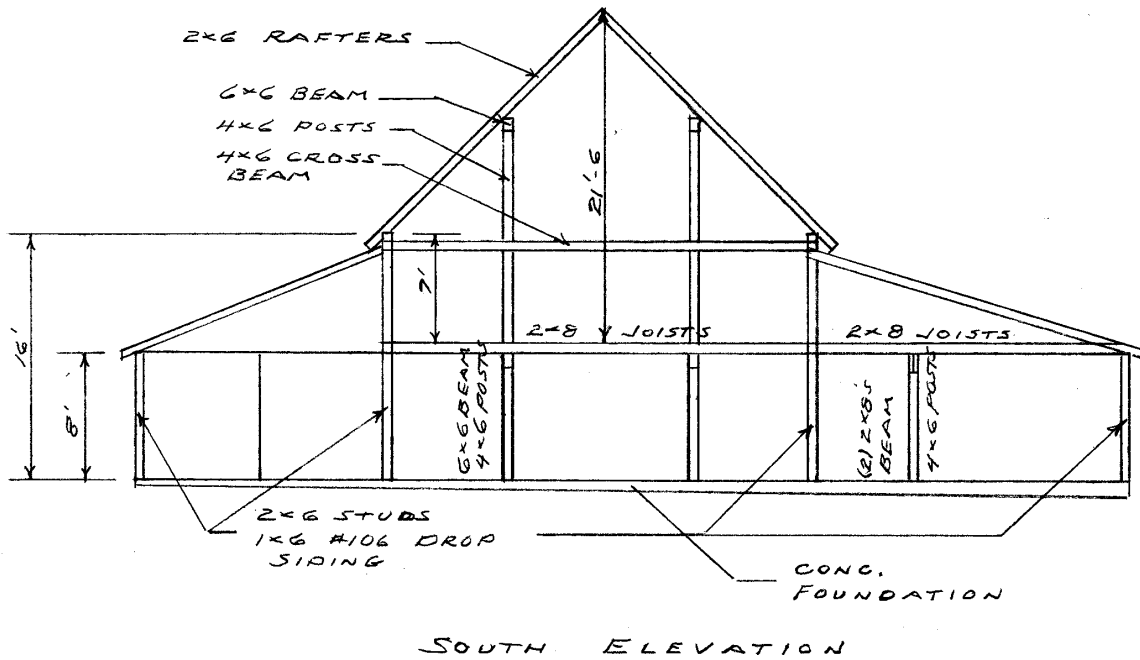 2×6 RAFTERS
6×6 BEAM
4×6 POSTS
4×6 CROSS
BEAM
21'-6
16'
7'
8'
2×8 JOISTS
2×8 JOISTS
6×6 BEAM
4×6 POSTS
(2) 2×8'S
BEAM
4×6 POSTS
2×6 STUDS
1×6 #106 DROP
SIDING
CONC.
FOUNDATION
SOUTH ELEVATION